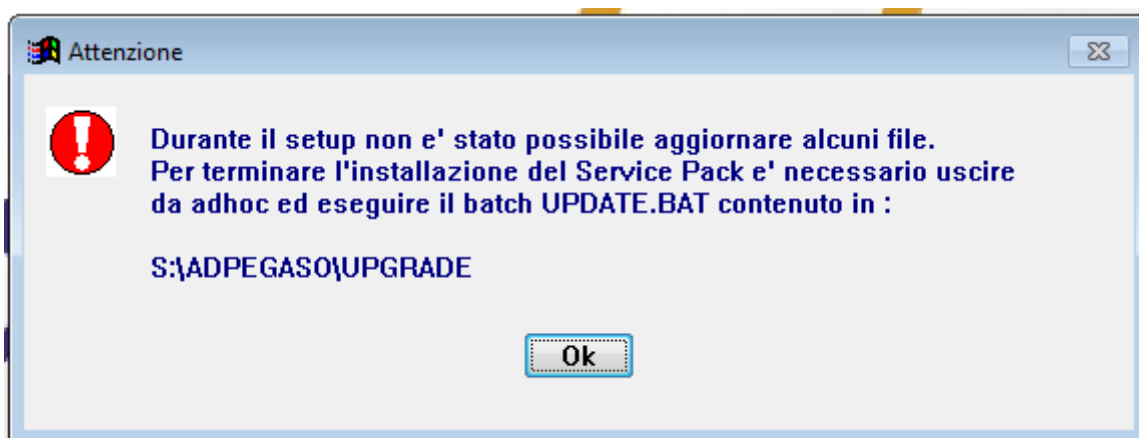 Attenzione
Durante il setup non e' stato possibile aggiornare alcuni file.
Per terminare l'installazione del Service Pack e' necessario uscire
da adhoc ed eseguire il batch UPDATE.BAT contenuto in :
S:\ADPEGASO\UPGRADE
Ok